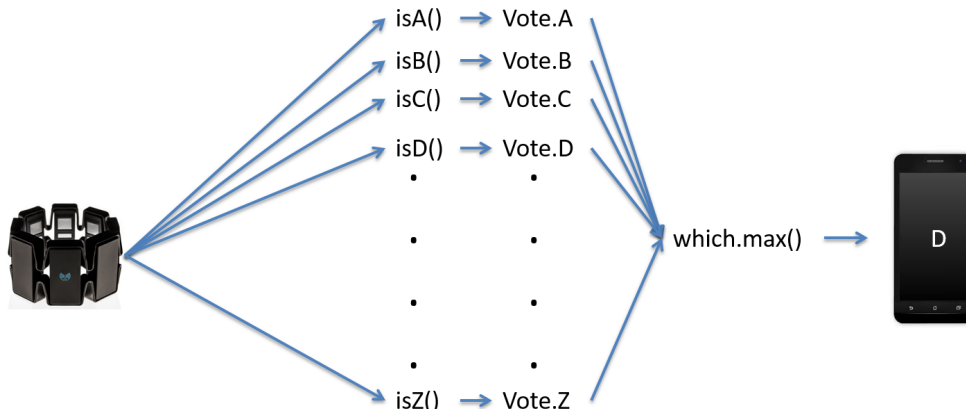 isA() Vote.A
isB() Vote.B
isC() Vote.C
isD() Vote.D
which.max()
D
isZ() Vote.Z